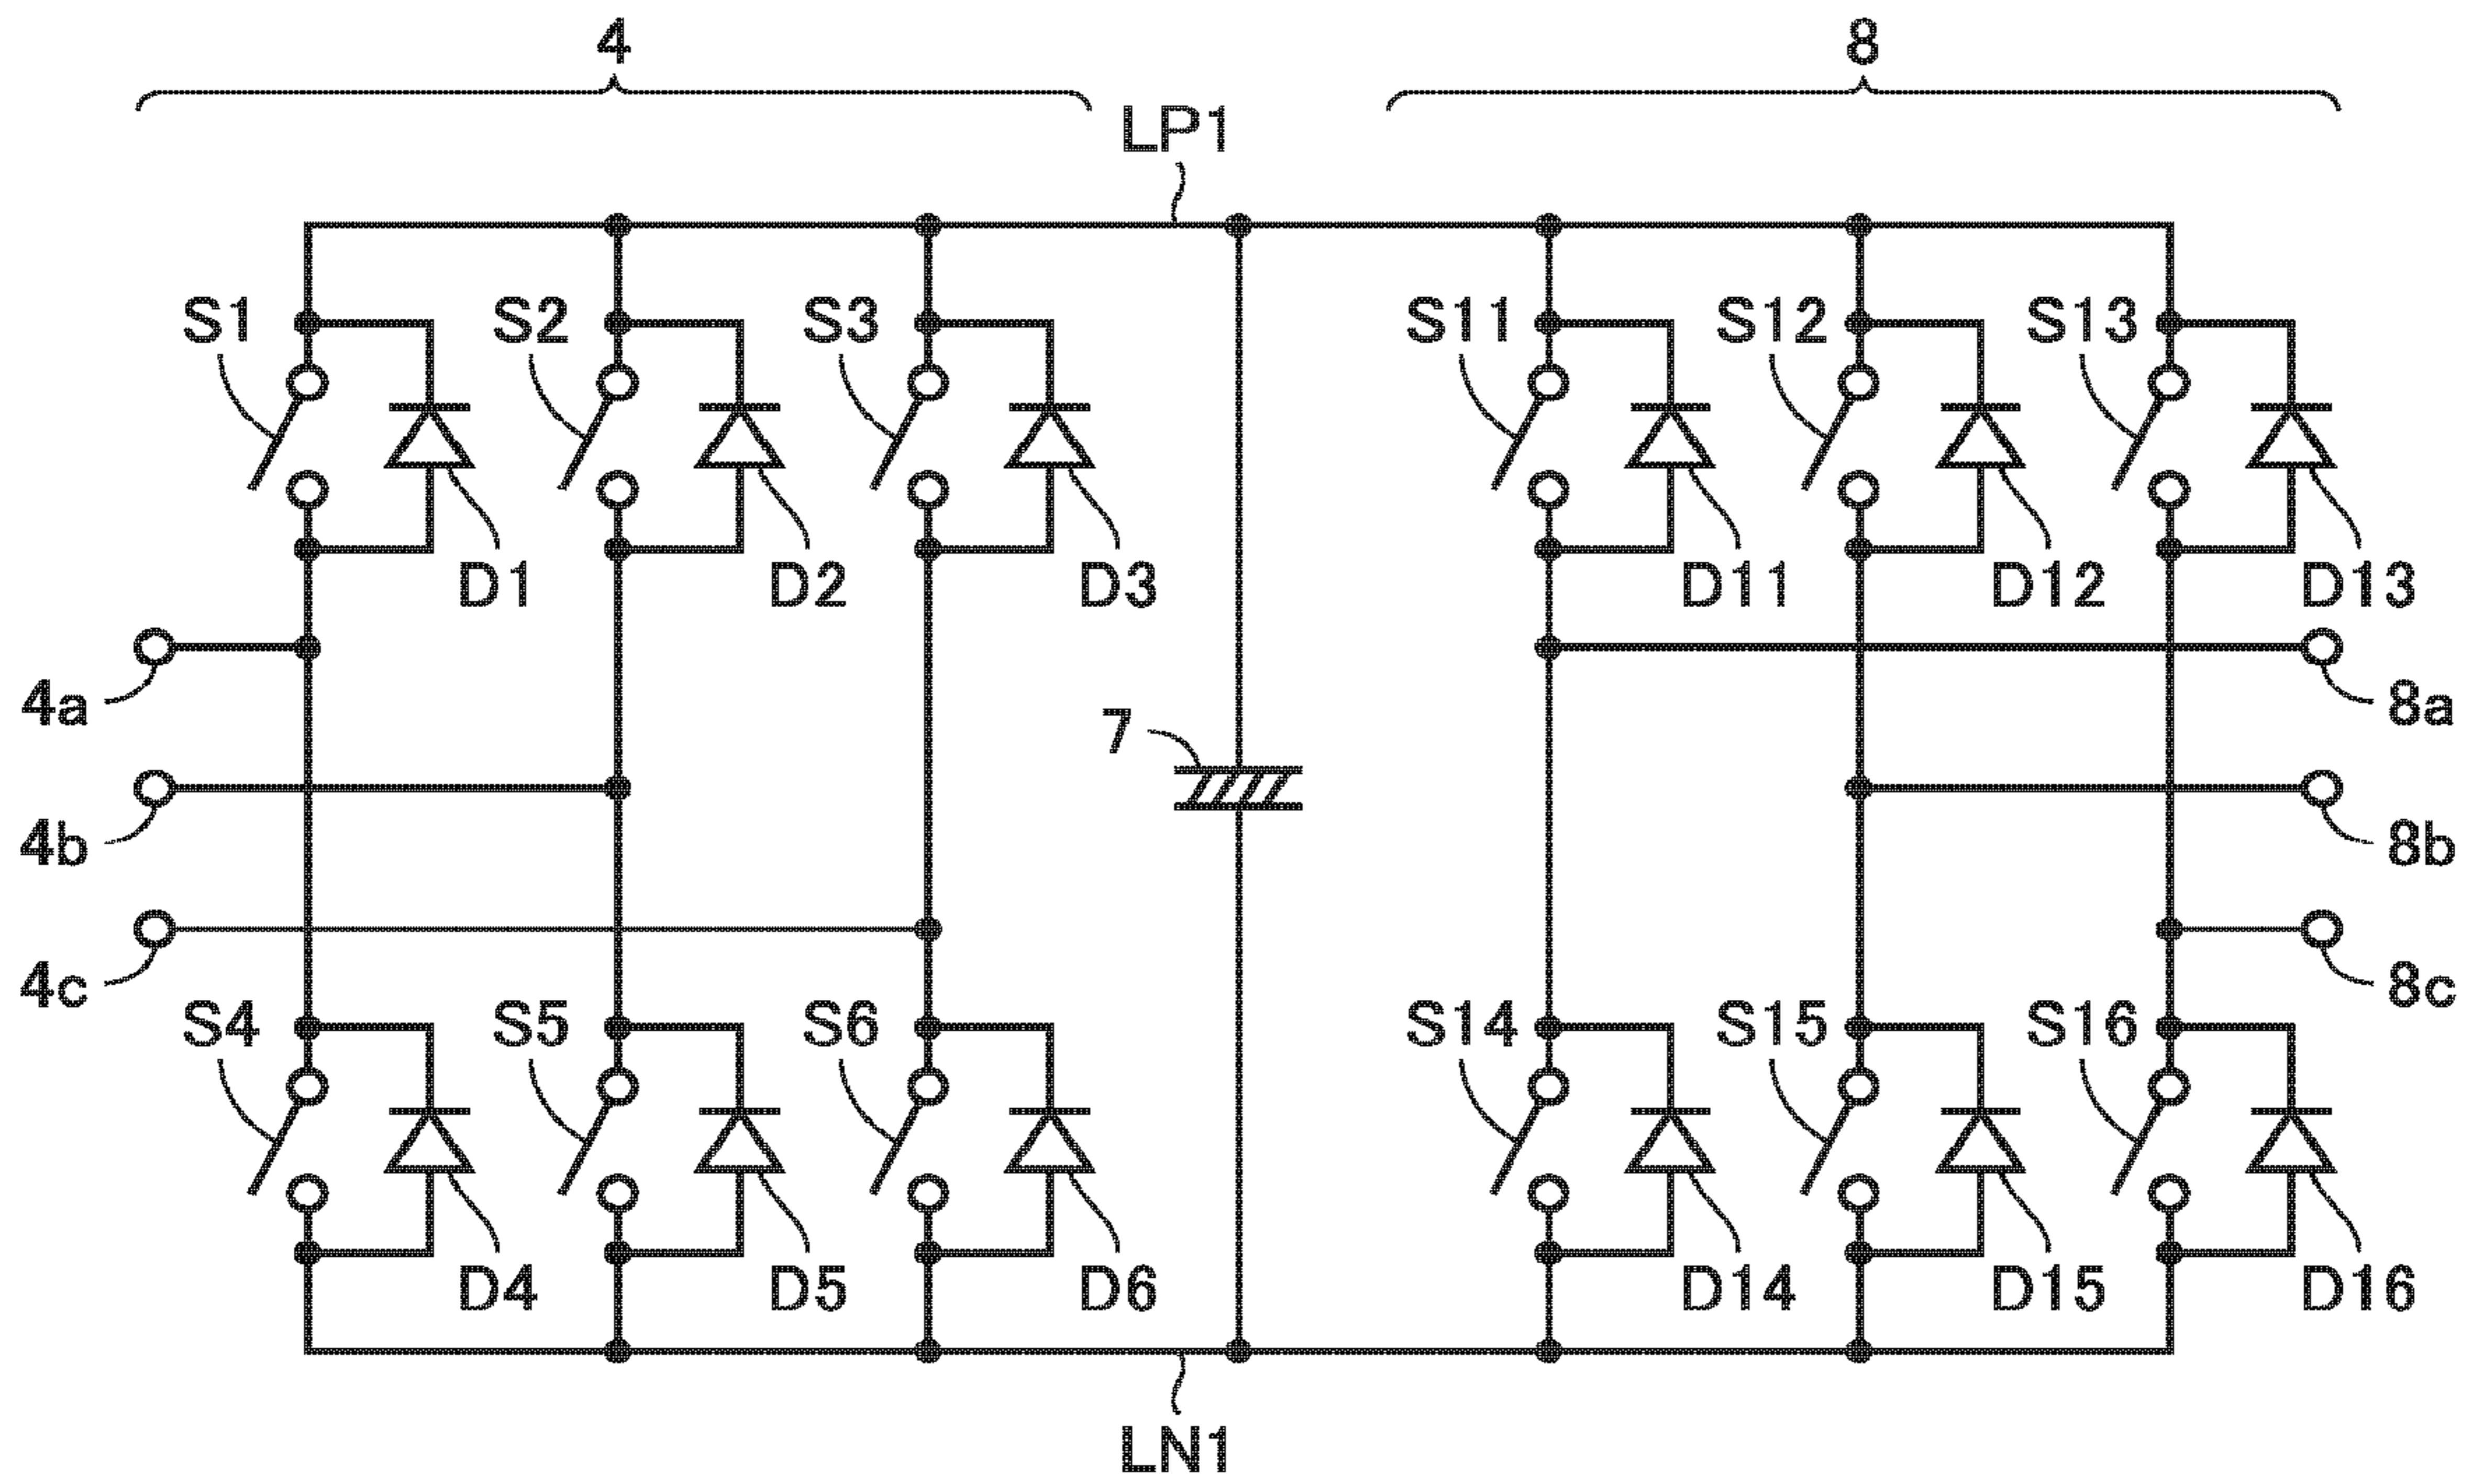 4 8
LP1
S1 S2 S3 S11 S12 S13
D1 D2 D3 D11 D12 D13
4a 7 8a
4b 8b
4c 8c
S4 S5 S6 S14 S15 S16
D4 D5 D6 D14 D15 D16
LN1